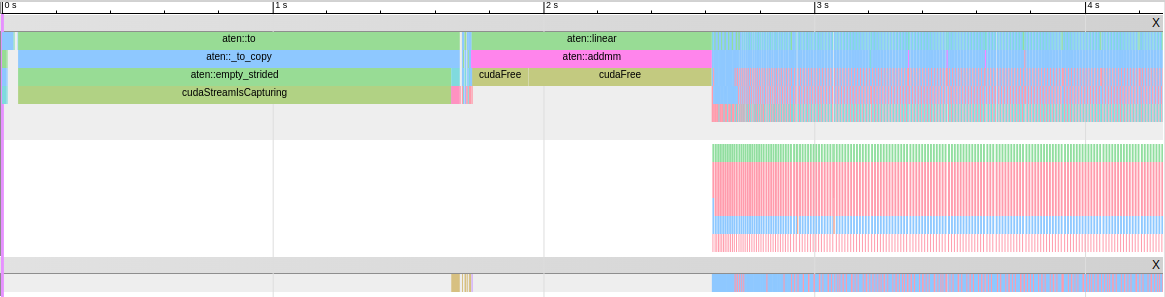 0 s 1 s 2 s 3 s 4 s
X
aten::to aten::linear
aten::_to_copy aten::addmm
aten::empty_strided cudaFree cudaFree
cudaStreamIsCapturing
X